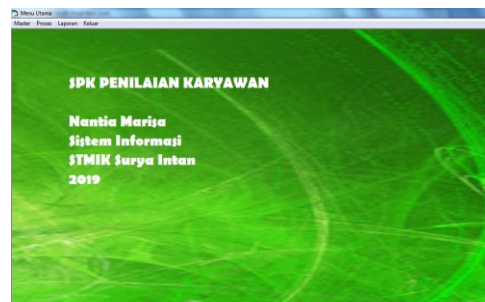 Menu Utama
Master Proses Laporan Keluar
SPK PENILAIAN KARYAWAN
Nantia Marisa
Sistem Informasi
STMIK Surya Intan
2019